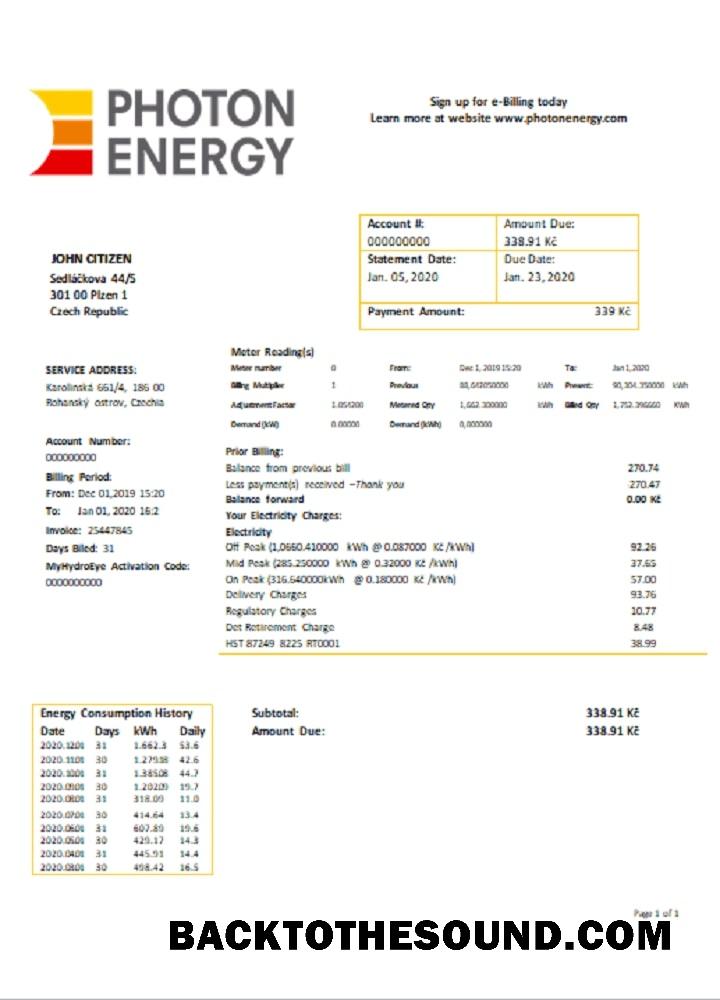 PHOTON
ENERGY
Sign up for e-Billing today
Learn more at website www.photonenergy.com
Account #: Amount Due:
000000000 338.91 Kč
Statement Date: Due Date:
Jan. 05, 2020 Jan. 23, 2020
Payment Amount: 339 Kč
JOHN CITIZEN
Sedláčkova 44/5
301 00 Plzen 1
Czech Republic
SERVICE ADDRESS:
Karolinská 661/4, 186 00
Rohanský ostrov, Czechia
Account Number:
000000000
Billing Period:
From: Dec 01,2019 15:20
To: Jan 01, 2020 16:2
Invoice: 25447845
Days Biled: 31
MyHydroEye Activation Code:
0000000000
Meter Reading(s)
Meter number 0 From: Dec 1, 2019 15:20 To: Jan 1,2020
Billing Multiplier 1 Previous kWh Present: kWh
Adjustment Factor 1.054200 Metered Qty 1,662.300000 kWh Billed Qty KWh
Demand (kW) 0.00000 Demand (kWh) 0,000000
Prior Billing:
Balance from previous bill 270.74
Less payment(s) received –Thank you -270.47
Balance forward 0.00 Kč
Your Electricity Charges:
Electricity
Off Peak (1,0660.410000 kWh @ 0.087000 Kč /kWh) 92.26
Mid Peak (285.250000 kWh @ 0.32000 Kč /kWh) 37.65
On Peak (316.640000kWh @ 0.180000 Kč /kWh) 57.00
Delivery Charges 93.76
Regulatory Charges 10.77
Det Retirement Charge 8.48
HST 87249 8225 RT0001 38.99
Energy Consumption History
Date Days kWh Daily
2020.1201 31 1.662.3 53.6
2020.1101 30 42.6
2020.1001 31 1.38508 44.7
2020.0901 30 1.20209 19.7
2020.0801 31 318.09 11.0
2020.0701 30 414.64 13.4
2020.0601 31 607.89 19.6
2020.0501 30 429.17 14.3
2020.0401 31 445.91 14.4
2020.0301 30 498.42 16.5
Subtotal: 338.91 Kč
Amount Due: 338.91 Kč
Page 1 of 1
BACKTOTHESOUND.COM